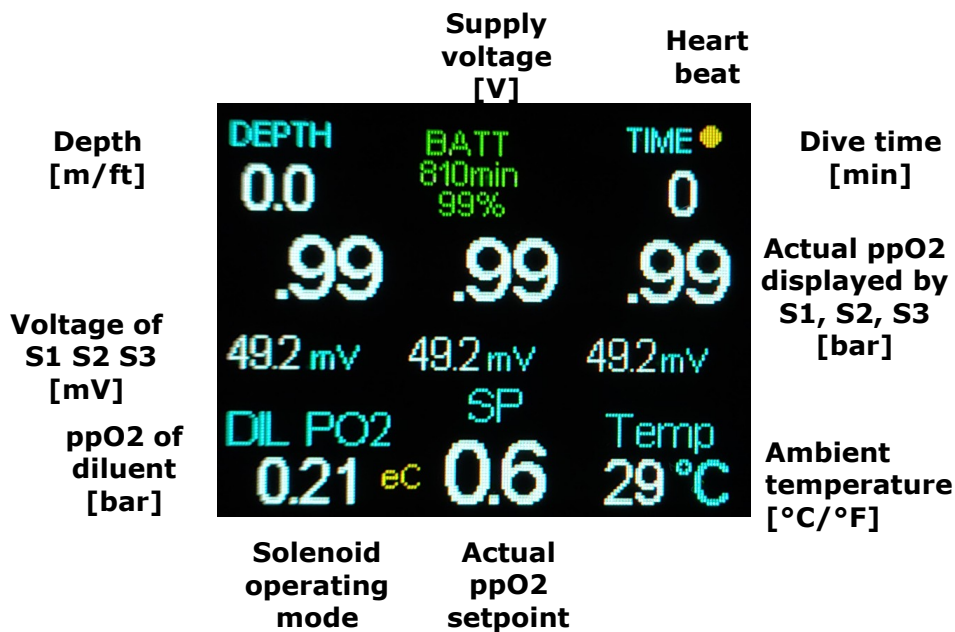 Supply
voltage
[V]
Heart
beat
Depth
[m/ft]
DEPTH
0.0
BATT
810min
99%
TIME
0
Dive time
[min]
.99 .99 .99
Actual ppO2
displayed by
S1, S2, S3
[bar]
Voltage of
S1 S2 S3
[mV]
49.2 mV 49.2 mV 49.2 mV
ppO2 of
diluent
[bar]
DIL PO2
0.21 eC
SP
0.6
Temp
29 °C
Ambient
temperature
[°C/°F]
Solenoid
operating
mode
Actual
ppO2
setpoint